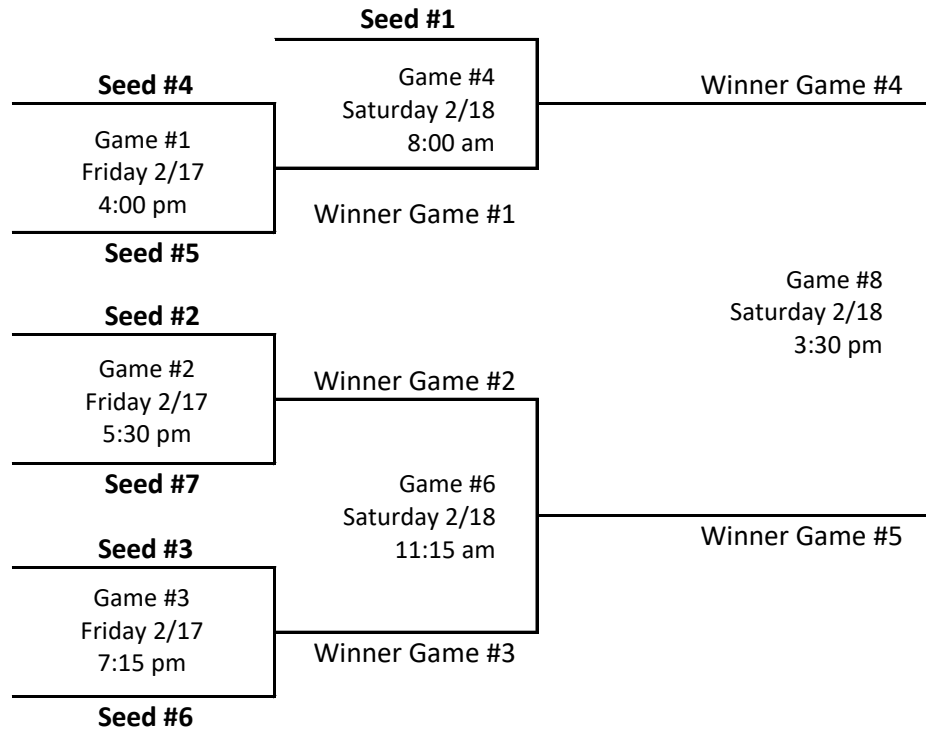 Seed #1
Seed #4
Game #4
Saturday 2/18
8:00 am
Winner Game #4
Game #1
Friday 2/17
4:00 pm
Winner Game #1
Seed #5
Game #8
Saturday 2/18
3:30 pm
Seed #2
Game #2
Friday 2/17
5:30 pm
Winner Game #2
Seed #7
Game #6
Saturday 2/18
11:15 am
Winner Game #5
Seed #3
Game #3
Friday 2/17
7:15 pm
Winner Game #3
Seed #6